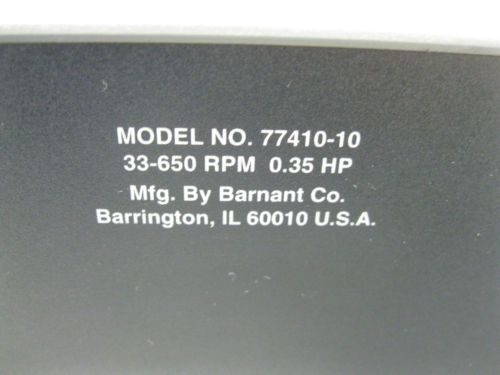 MODEL NO. 77410-10
33-650 RPM 0.35 HP
Mfg. By Barnant Co.
Barrington, IL 60010 U.S.A.